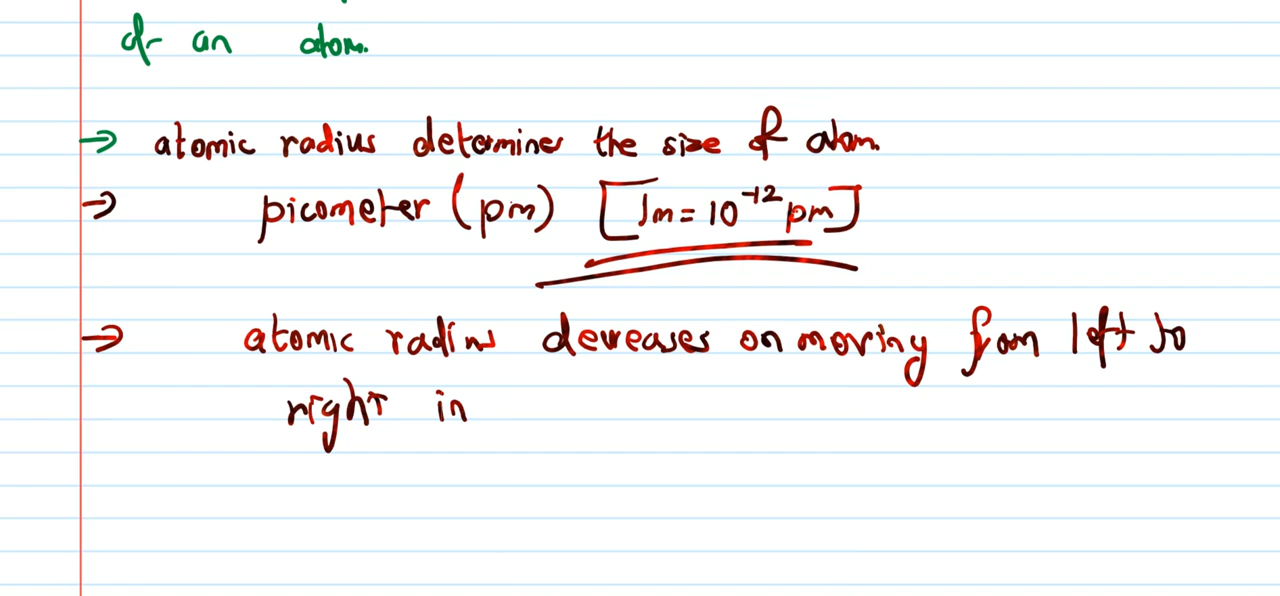 of an atom.
→ atomic radius determines the size of atom.
→ picometer (pm) [1m = 10⁻¹² pm]
→ atomic radius decreases on moving from left to
right in